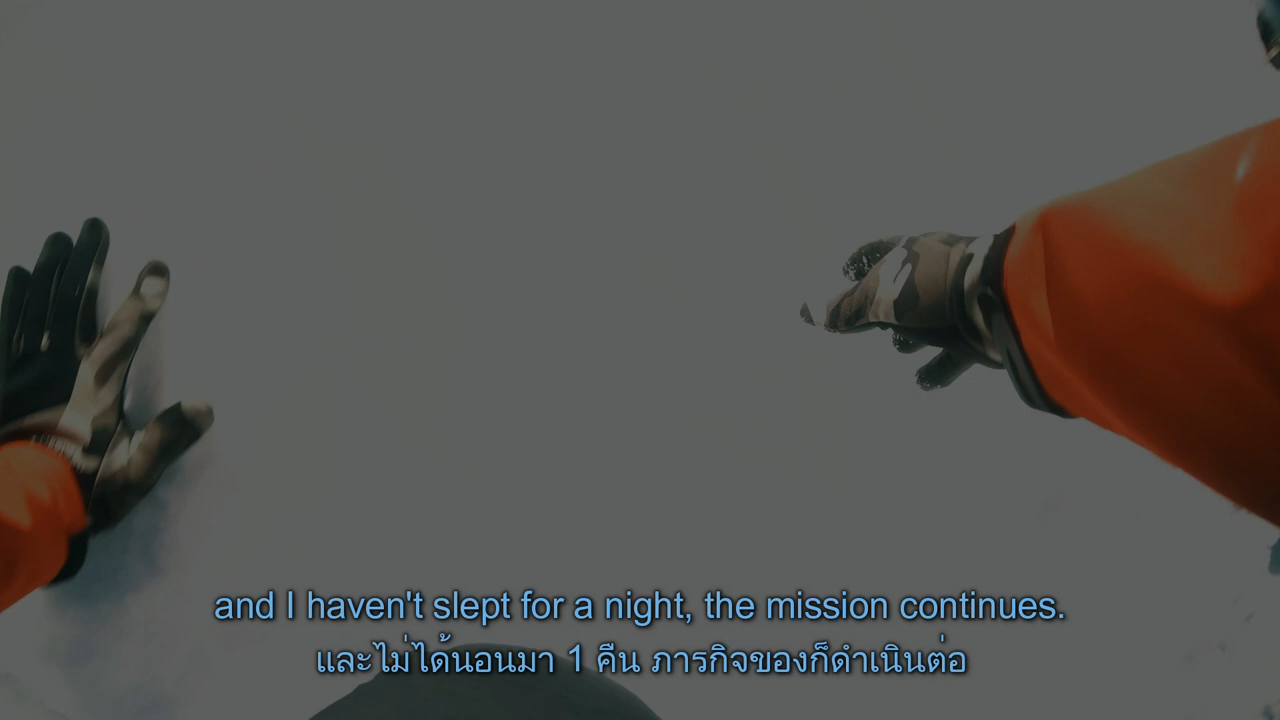 and I haven't slept for a night, the mission continues.
และไม่ได้นอนมา 1 คืน ภารกิจของก็ดำเนินต่อ